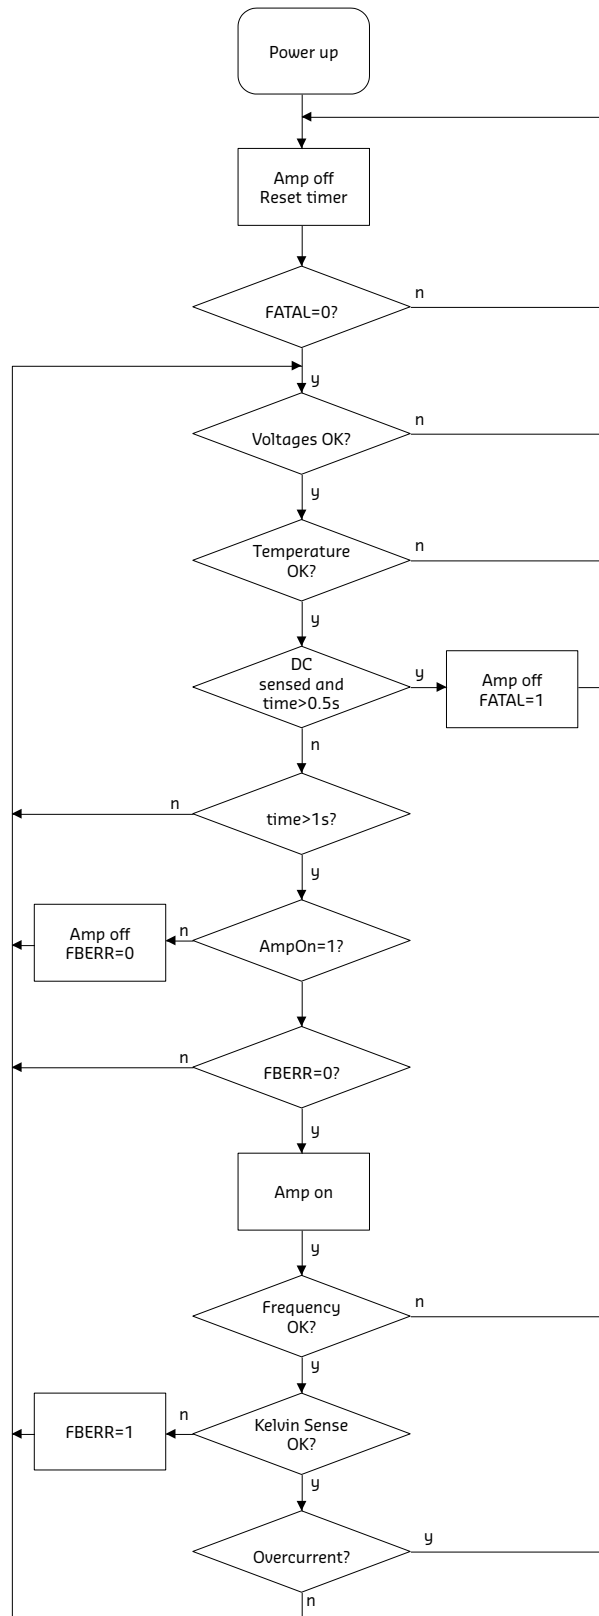 Power up
Amp off
Reset timer
n
FATAL=0?
y
n
Voltages OK?
y
n
Temperature
OK?
y
DC
sensed and
time>0.5s
y
Amp off
FATAL=1
n
n
time>1s?
y
Amp off
FBERR=0
n
AmpOn=1?
n
FBERR=0?
y
Amp on
y
n
Frequency
OK?
y
FBERR=1
n
Kelvin Sense
OK?
y
y
Overcurrent?
n